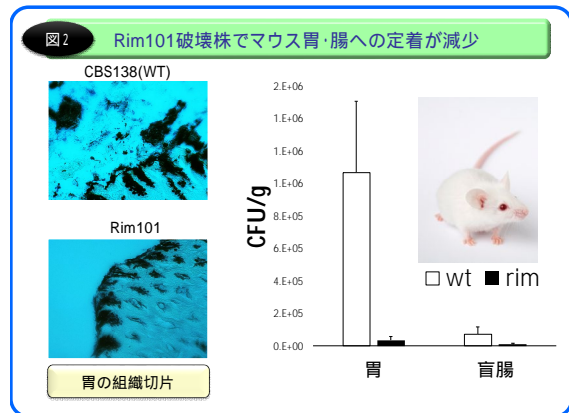 図2
Rim101破壊株でマウス胃・腸への定着が減少
CBS138(WT)
Rim101
胃の組織切片
CFU/g
2.E+06
1.E+06
1.E+06
1.E+06
8.E+05
6.E+05
4.E+05
2.E+05
0.E+00
wt
rim
胃
盲腸